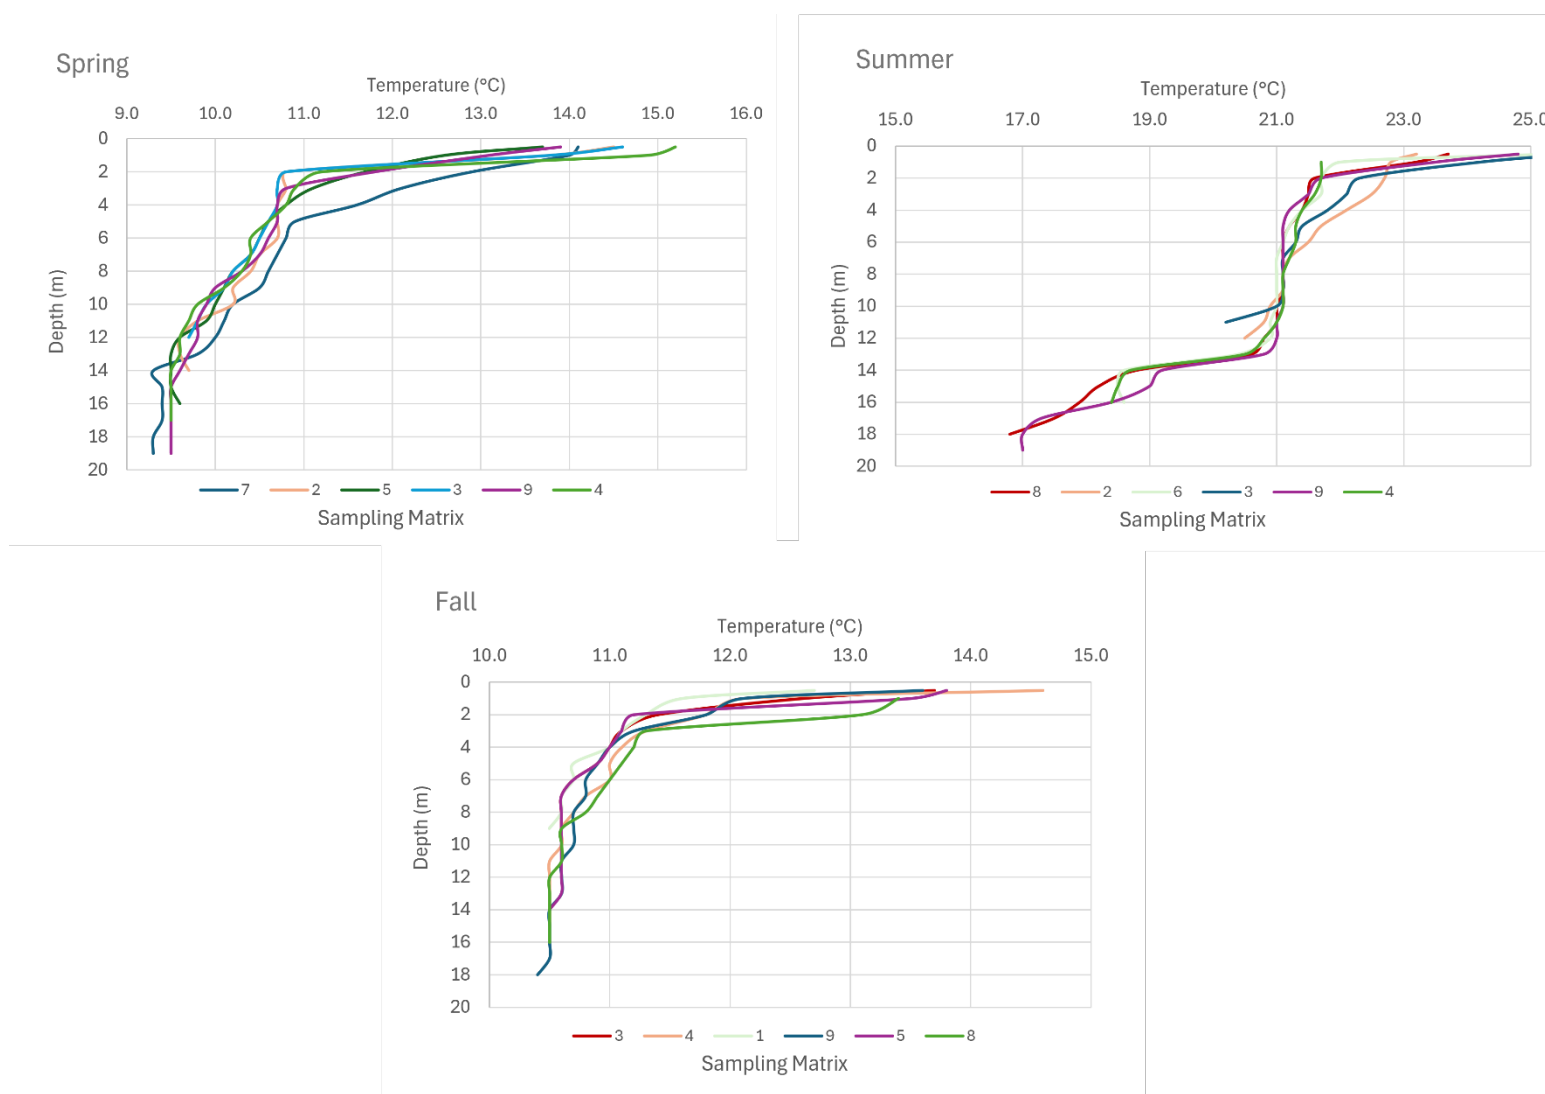 Spring
Temperature (°C)
9.0 10.0 11.0 12.0 13.0 14.0 15.0 16.0
0
2
4
6
8
10
12
14
16
18
20
Depth (m)
7 2 5 3 9 4
Sampling Matrix
Summer
Temperature (°C)
15.0 17.0 19.0 21.0 23.0 25.0
0
2
4
6
8
10
12
14
16
18
20
Depth (m)
8 2 6 3 9 4
Sampling Matrix
Fall
Temperature (°C)
10.0 11.0 12.0 13.0 14.0 15.0
0
2
4
6
8
10
12
14
16
18
20
Depth (m)
3 4 1 9 5 8
Sampling Matrix